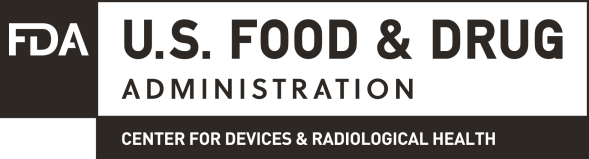 FDA
U.S. FOOD & DRUG
ADMINISTRATION
CENTER FOR DEVICES & RADIOLOGICAL HEALTH